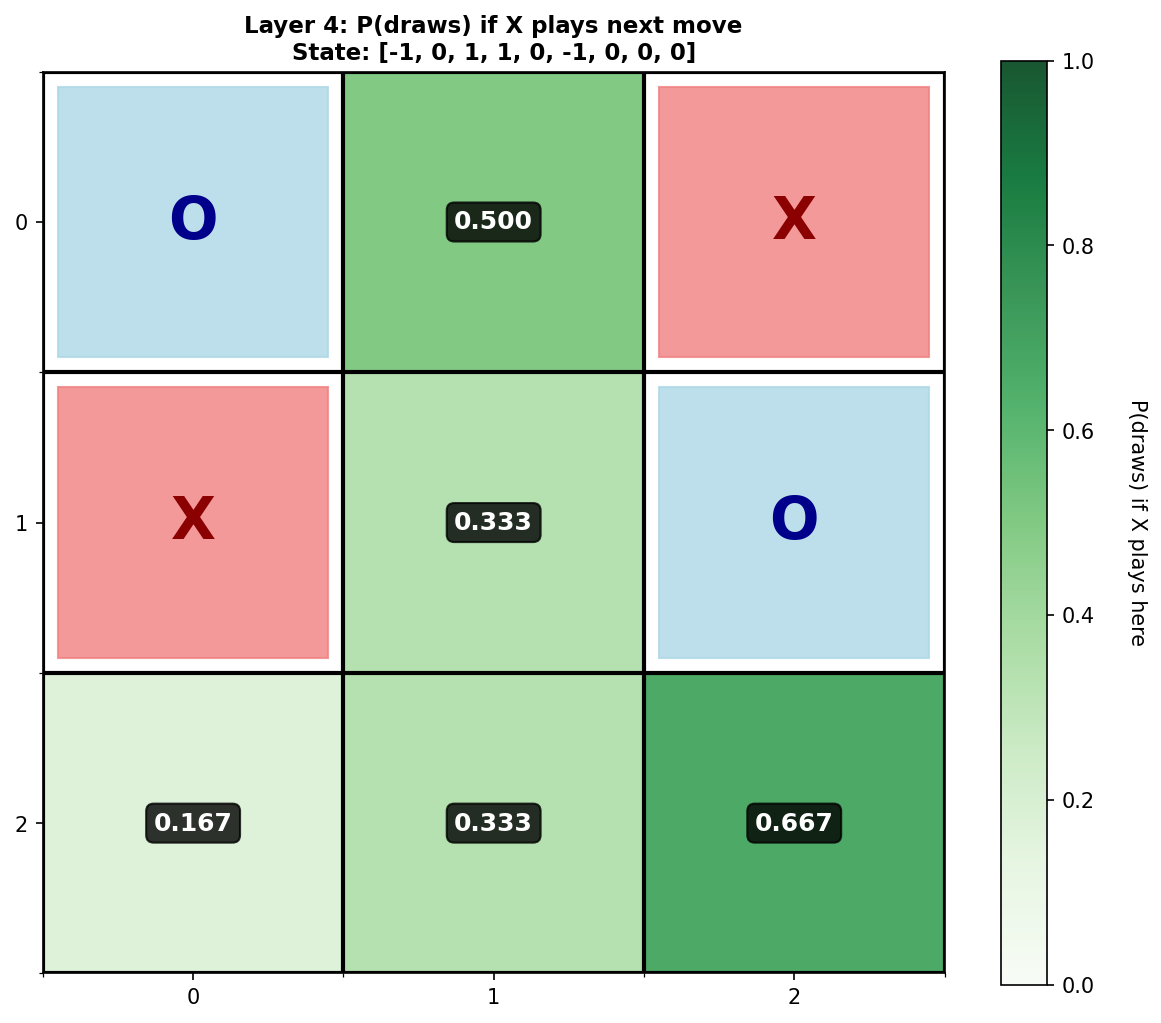 Layer 4: P(draws) if X plays next move
State: [-1, 0, 1, 1, 0, -1, 0, 0, 0]
0
O
0.500
X
1
X
0.333
O
2
0.167
0.333
0.667
0
1
2
1.0
0.8
0.6
0.4
0.2
0.0
P(draws) if X plays here